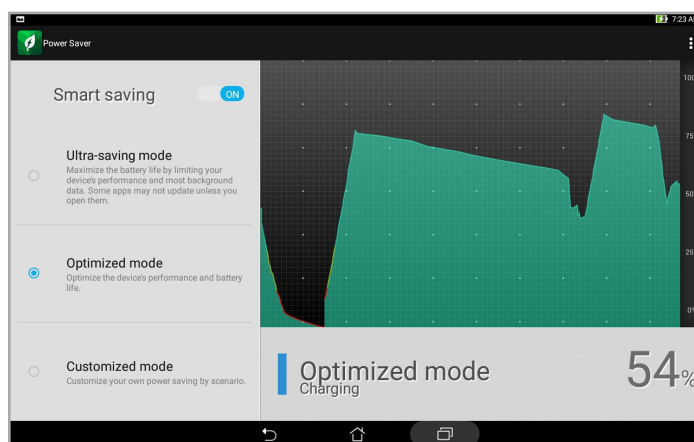 7:23 A
Power Saver
Smart saving
ON
Ultra-saving mode
Maximize the battery life by limiting your
device's performance and most background
data. Some apps may not update unless you
open them.
Optimized mode
Optimize the device's performance and battery
life.
Customized mode
Customize your own power saving by scenario.
100
75
50
25
0%
Optimized mode
Charging
54%